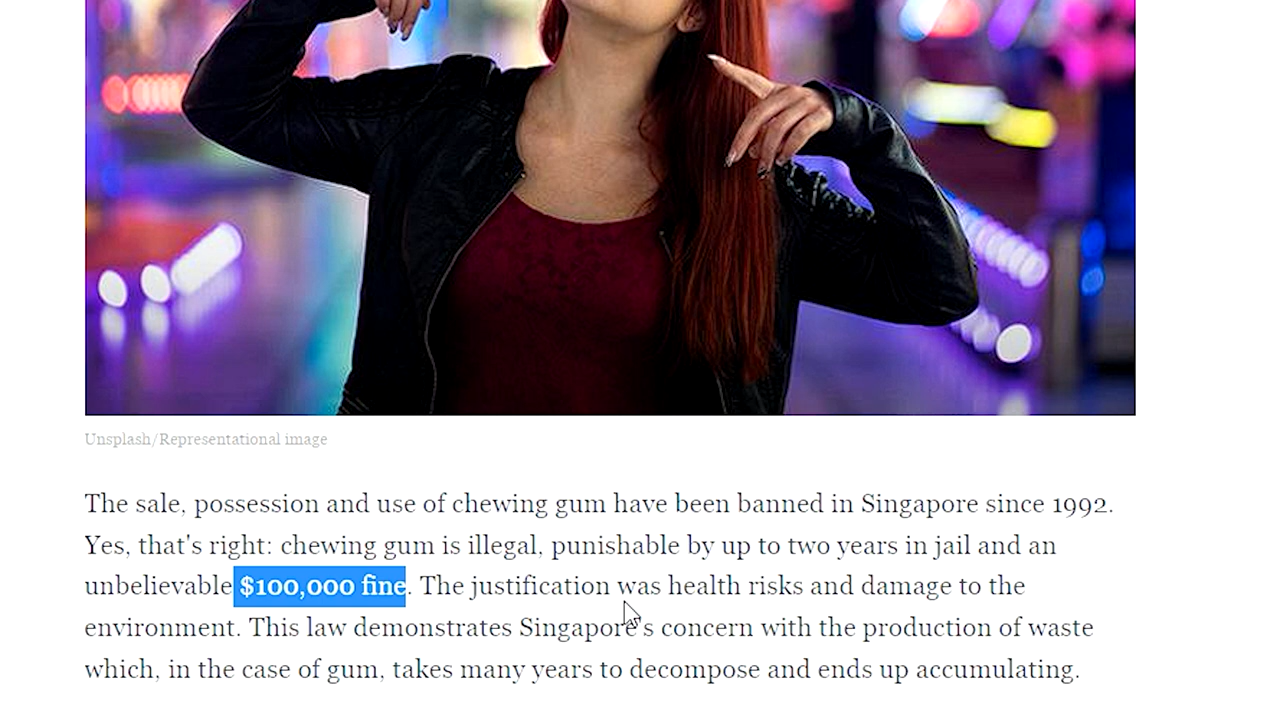 Unsplash/Representational image
The sale, possession and use of chewing gum have been banned in Singapore since 1992.
Yes, that's right: chewing gum is illegal, punishable by up to two years in jail and an
unbelievable $100,000 fine. The justification was health risks and damage to the
environment. This law demonstrates Singapore's concern with the production of waste
which, in the case of gum, takes many years to decompose and ends up accumulating.